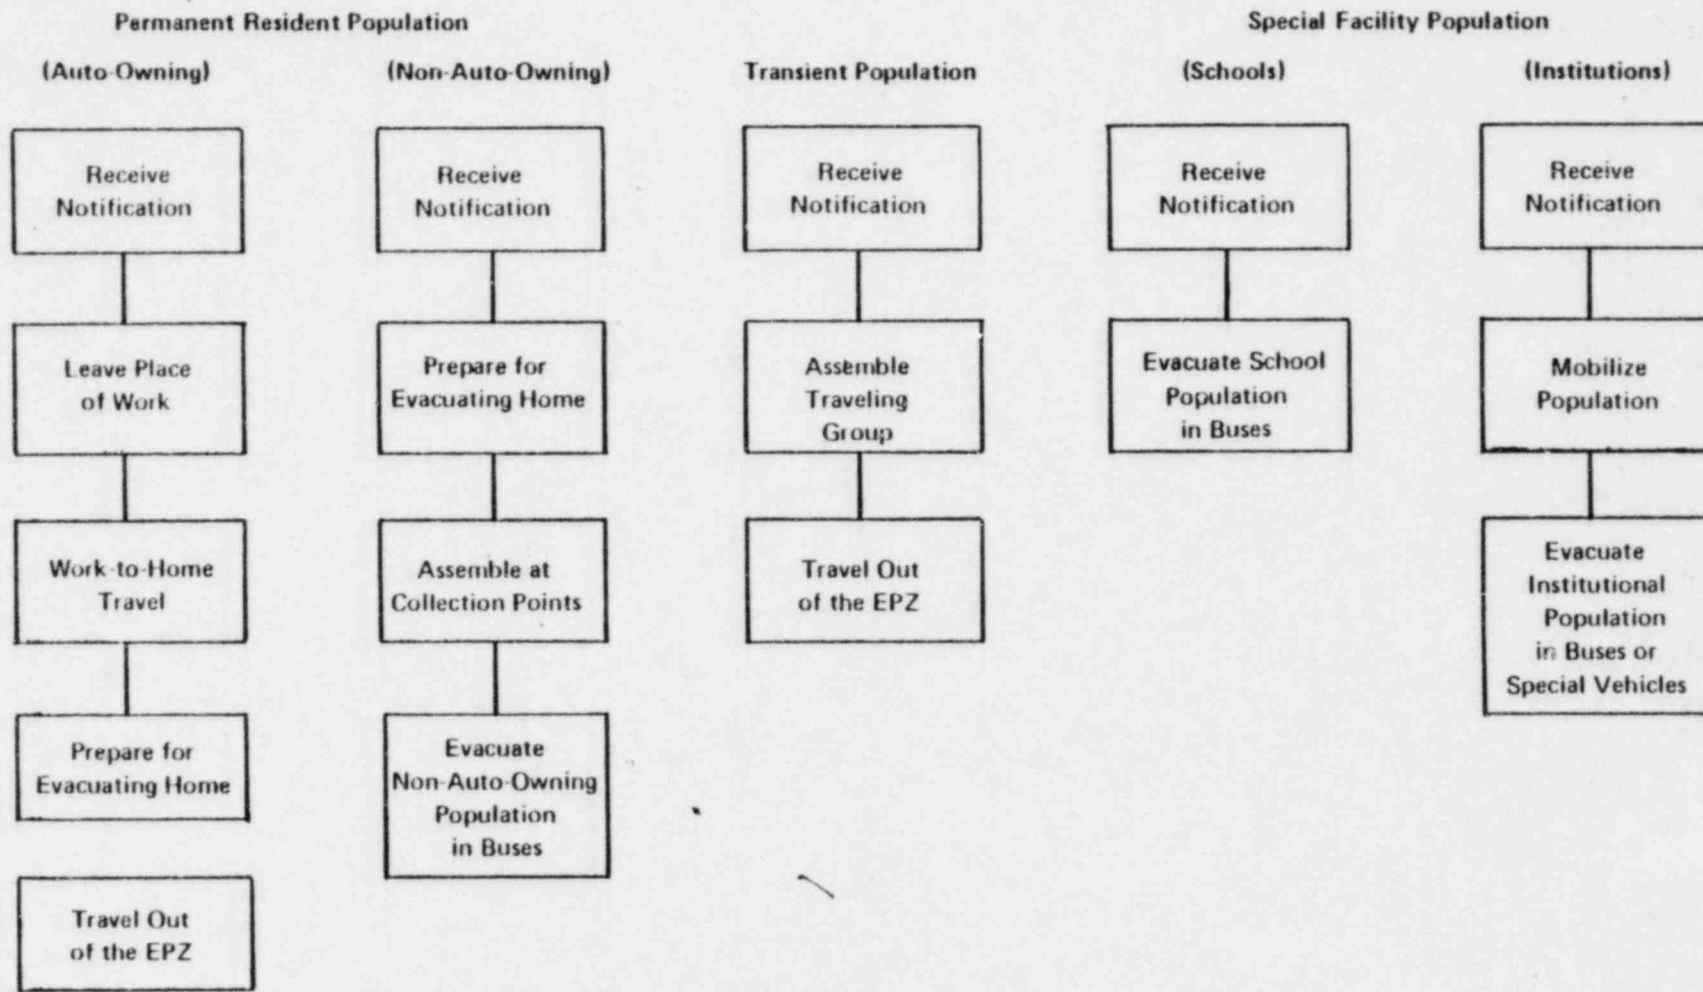 Permanent Resident Population
Special Facility Population
(Auto-Owning)
(Non-Auto-Owning)
Transient Population
(Schools)
(Institutions)
Receive
Notification
Leave Place
of Work
Work-to-Home
Travel
Prepare for
Evacuating Home
Travel Out
of the EPZ
Receive
Notification
Prepare for
Evacuating Home
Assemble at
Collection Points
Evacuate
Non-Auto-Owning
Population
in Buses
Receive
Notification
Assemble
Traveling
Group
Travel Out
of the EPZ
Receive
Notification
Evacuate School
Population
in Buses
Receive
Notification
Mobilize
Population
Evacuate
Institutional
Population
in Buses or
Special Vehicles